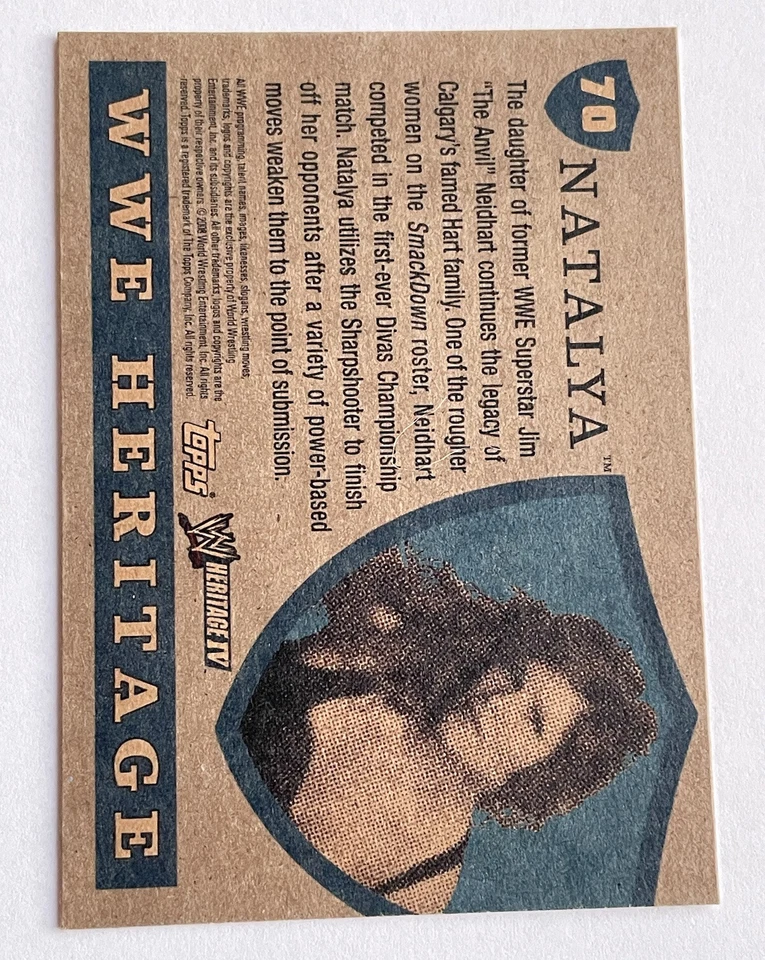 70
NATALYA™
The daughter of former WWE Superstar Jim
"The Anvil" Neidhart continues the legacy of
Calgary's famed Hart family. One of the rougher
women on the SmackDown roster, Neidhart
competed in the first-ever Divas Championship
match. Natalya utilizes the Sharpshooter to finish
off her opponents after a variety of power-based
moves weaken them to the point of submission.
All WWE programming, talent names, images, likenesses, slogans, wrestling moves,
trademarks, logos and copyrights are the exclusive property of World Wrestling
Entertainment, Inc. and its subsidiaries. All other trademarks, logos and copyrights are the
property of their respective owners. © 2008 World Wrestling Entertainment, Inc. All rights
reserved. Topps is a registered trademark of The Topps Company, Inc. All rights reserved.
topps®
W HERITAGE IV
WWE HERITAGE